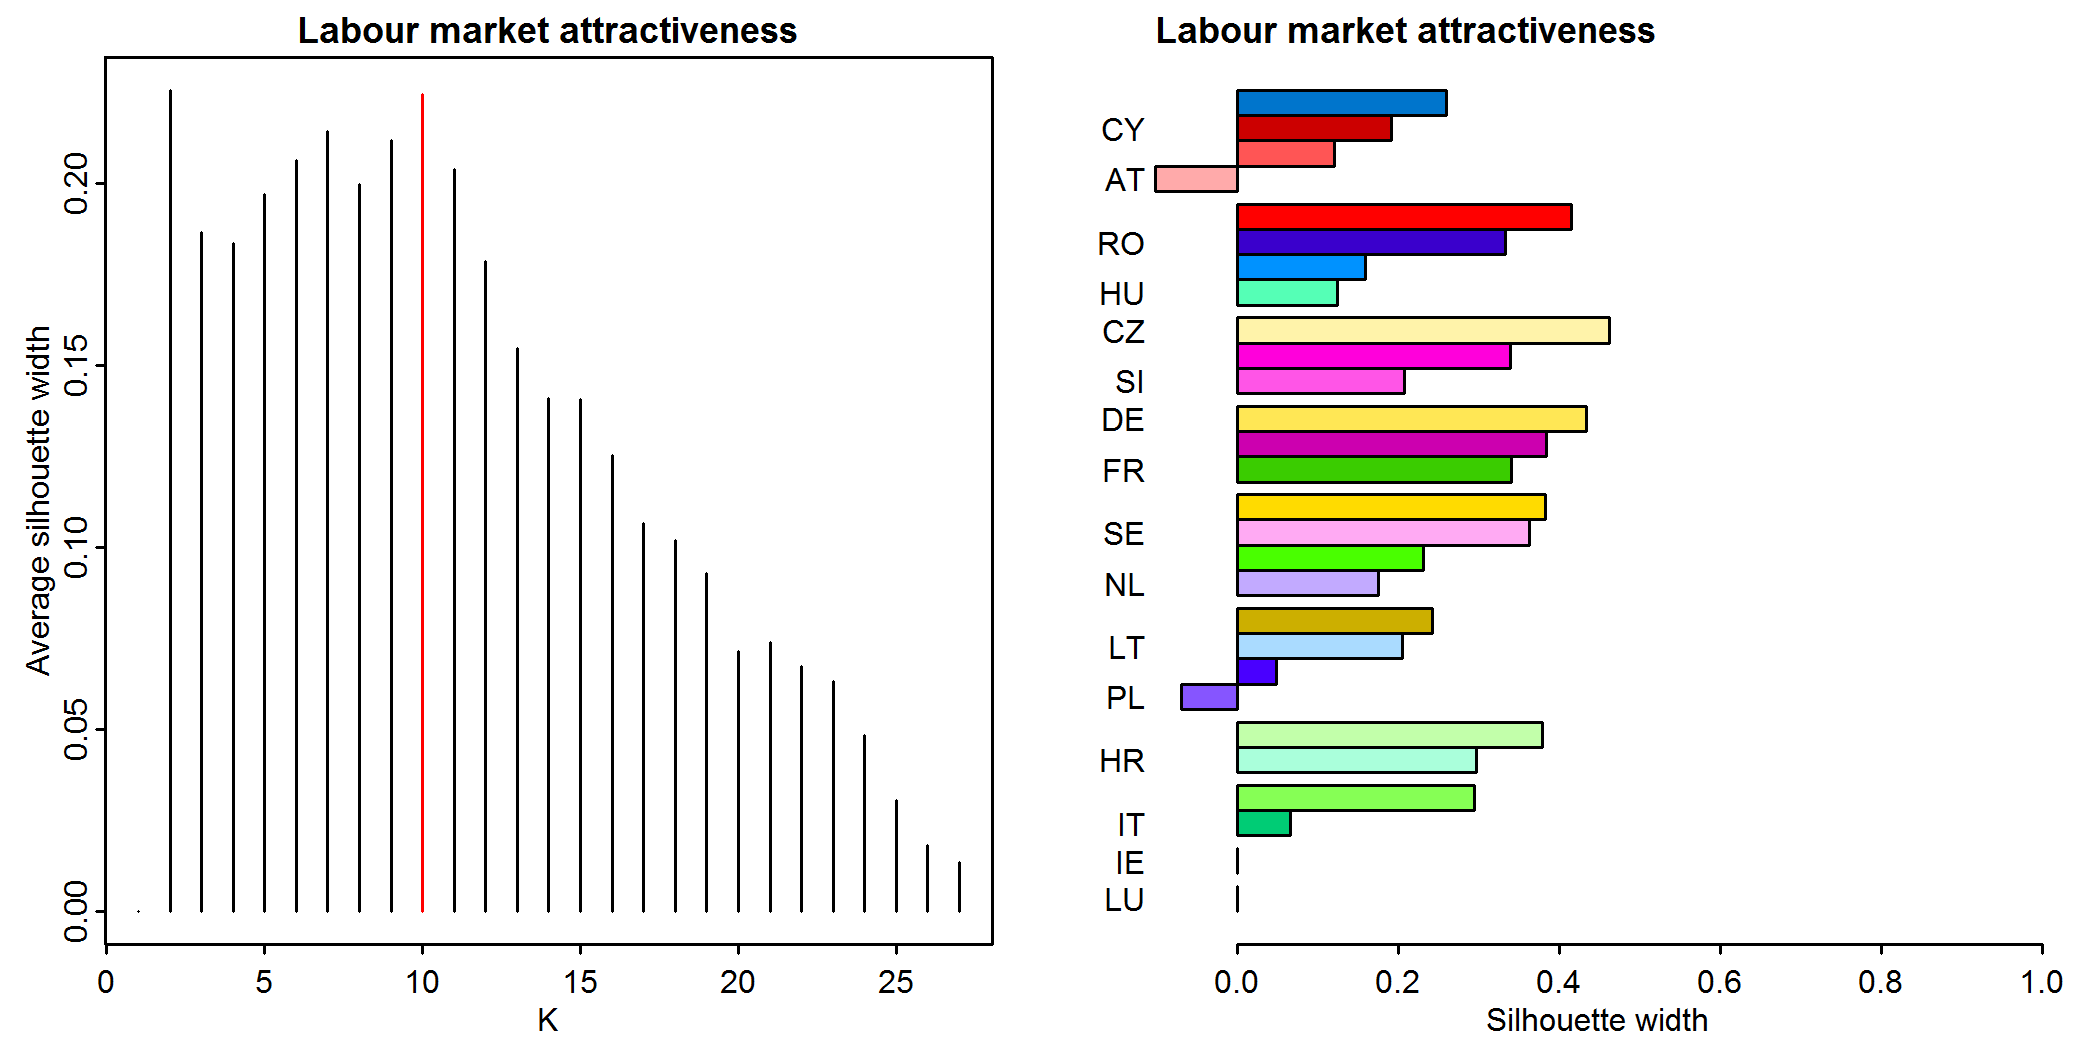 Labour market attractiveness
Average silhouette width
0.20
0.15
0.10
0.05
0.00
0 5 10 15 20 25
K
Labour market attractiveness
CY
AT
RO
HU
CZ
SI
DE
FR
SE
NL
LT
PL
HR
IT
IE
LU
0.0 0.2 0.4 0.6 0.8 1.0
Silhouette width